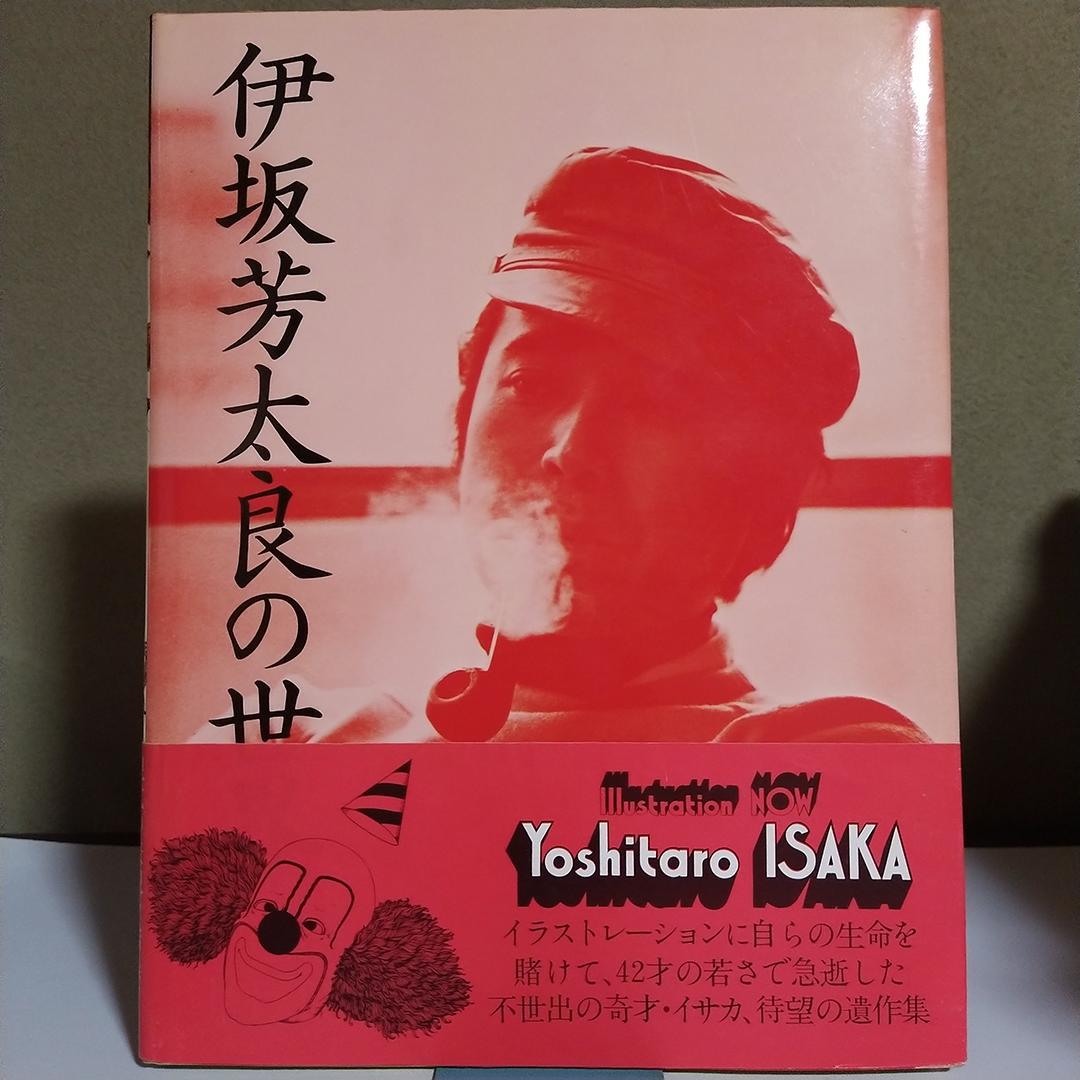 伊坂芳太良の世
Illustration NOW
Yoshitaro ISAKA
イラストレーションに自らの生命を
賭けて、42才の若さで急逝した
不世出の奇才・イサカ、待望の遺作集